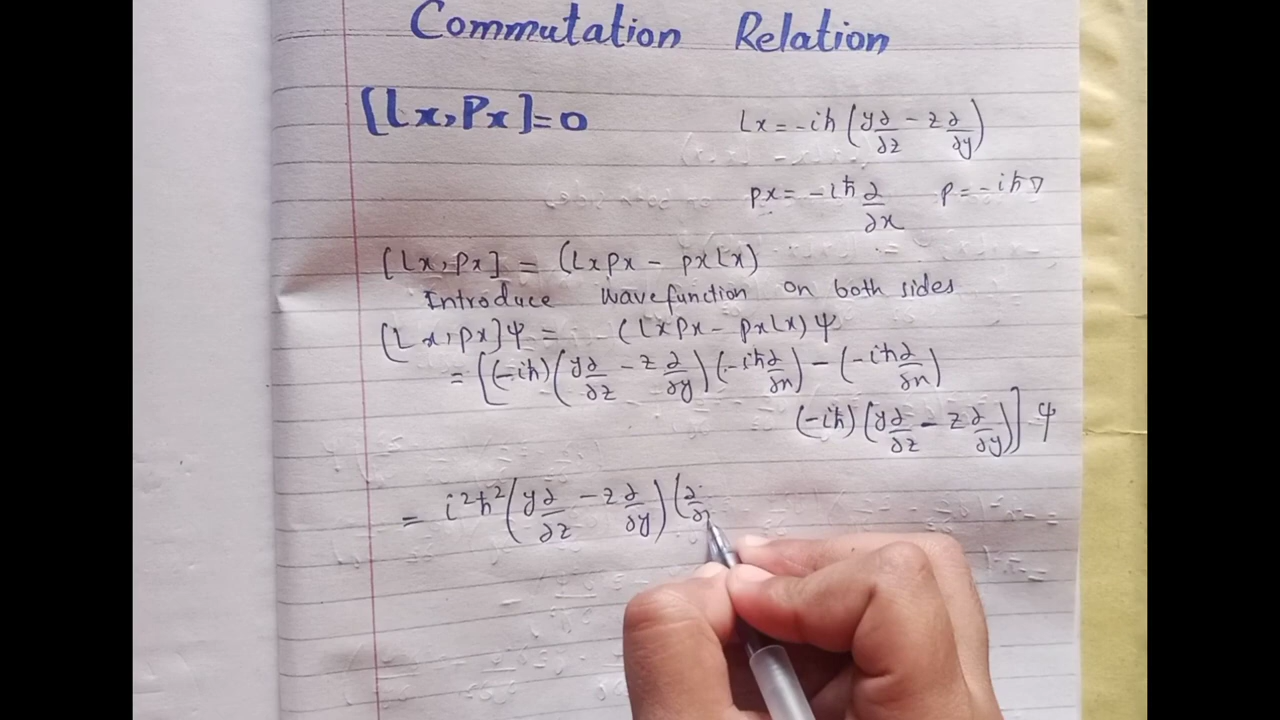 Commutation Relation
[Lx, Px] = 0
Lx = -iħ (y∂/∂z - z∂/∂y)
px = -iħ ∂/∂x p = -iħ∇
[Lx, px] = (Lxpx - pxLx)
Introduce wavefunction on both sides
[Lx, px]ψ = (Lxpx - pxLx)ψ
= [(-iħ)(y∂/∂z - z∂/∂y)(-iħ∂/∂x) - (-iħ∂/∂x)
(-iħ)(y∂/∂z - z∂/∂y)]ψ
= i²ħ²(y∂/∂z - z∂/∂y)(∂/∂